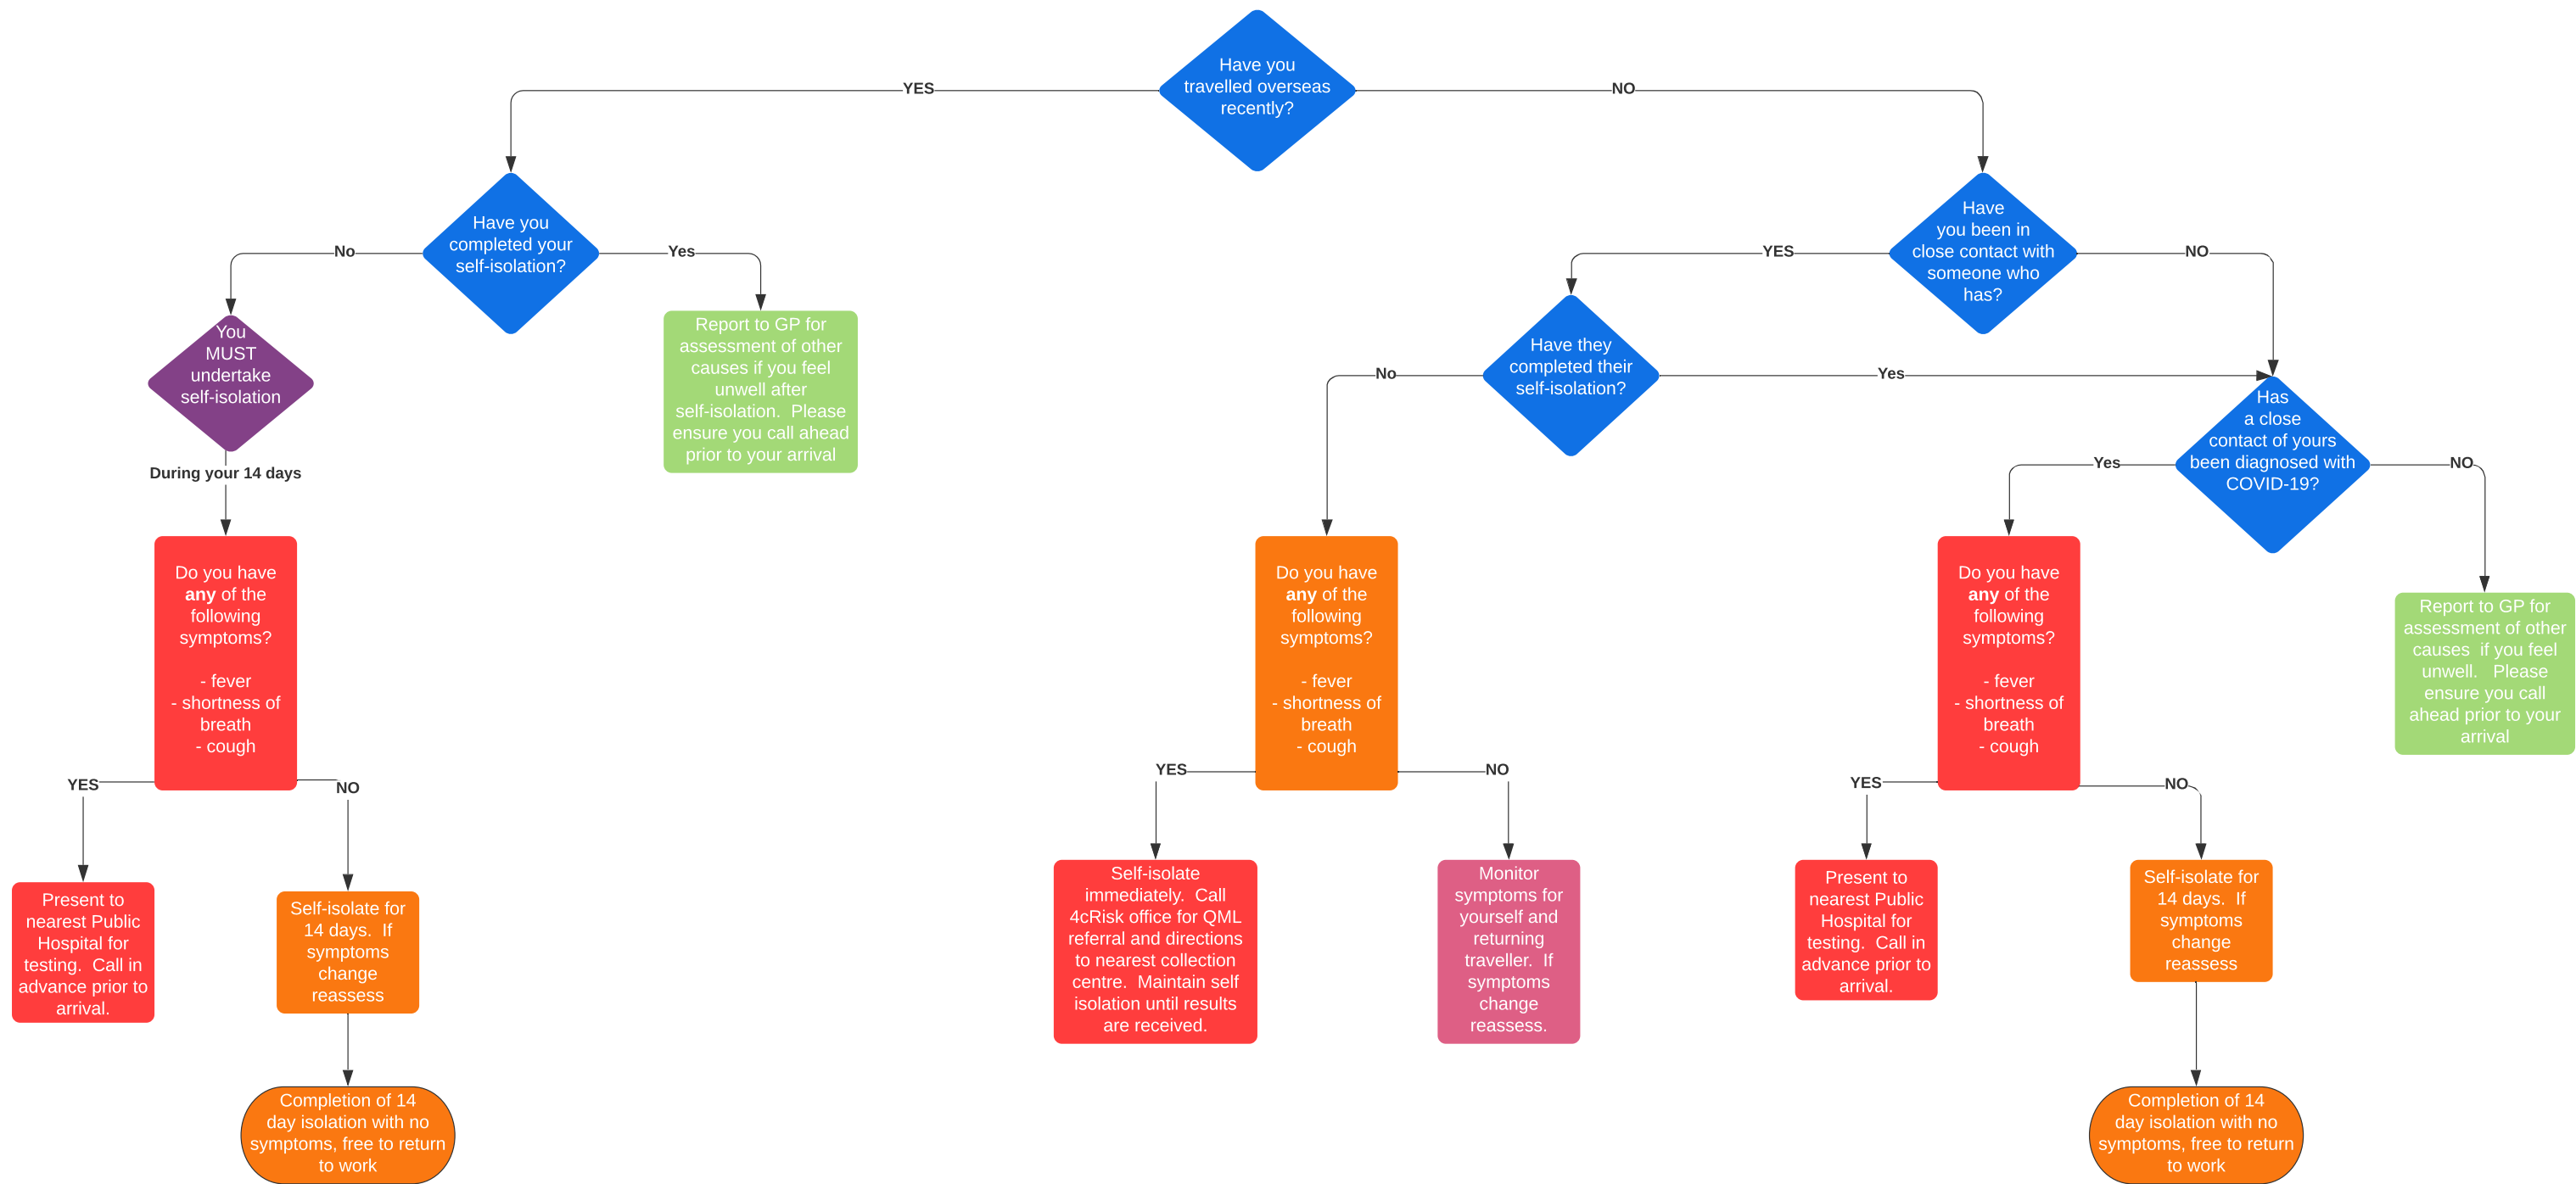 Have you
travelled overseas
recently?
YES
NO
Have you
completed your
self-isolation?
No
Yes
Have
you been in
close contact with
someone who
has?
YES
NO
You
MUST
undertake
self-isolation
Report to GP for
assessment of other
causes if you feel
unwell after
self-isolation.  Please
ensure you call ahead
prior to your arrival
Have they
completed their
self-isolation?
No
Yes
Has
a close
contact of yours
been diagnosed with
COVID-19?
Yes
NO
During your 14 days
Do you have
any of the
following
symptoms?
- fever
- shortness of
breath
- cough
YES
NO
Do you have
any of the
following
symptoms?
- fever
- shortness of
breath
- cough
YES
NO
Do you have
any of the
following
symptoms?
- fever
- shortness of
breath
- cough
YES
NO
Report to GP for
assessment of other
causes  if you feel
unwell.   Please
ensure you call
ahead prior to your
arrival
Present to
nearest Public
Hospital for
testing.  Call in
advance prior to
arrival.
Self-isolate for
14 days.  If
symptoms
change
reassess
Self-isolate
immediately.  Call
4cRisk office for QML
referral and directions
to nearest collection
centre.  Maintain self
isolation until results
are received.
Monitor
symptoms for
yourself and
returning
traveller.  If
symptoms
change
reassess.
Present to
nearest Public
Hospital for
testing.  Call in
advance prior to
arrival.
Self-isolate for
14 days.  If
symptoms
change
reassess
Completion of 14
day isolation with no
symptoms, free to return
to work
Completion of 14
day isolation with no
symptoms, free to return
to work